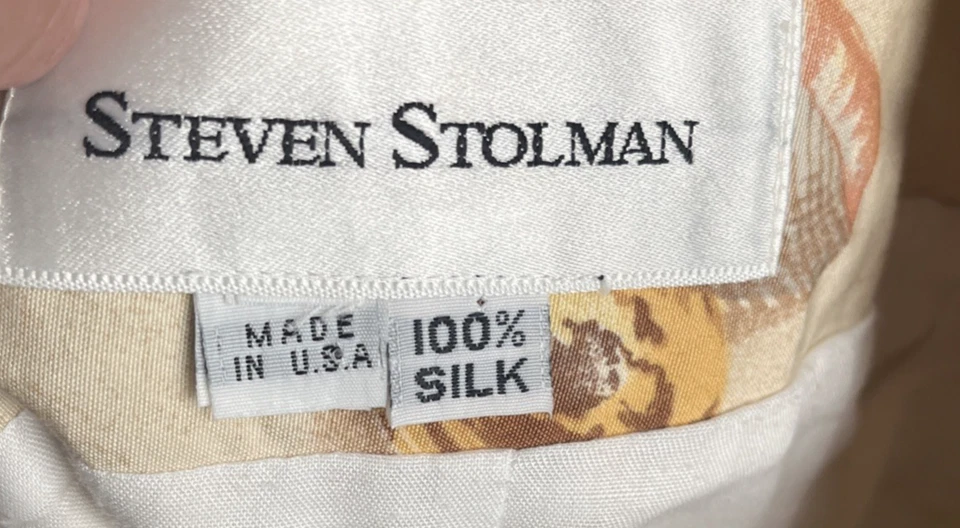 STEVEN STOLMAN
MADE
IN U.S.A
100%
SILK